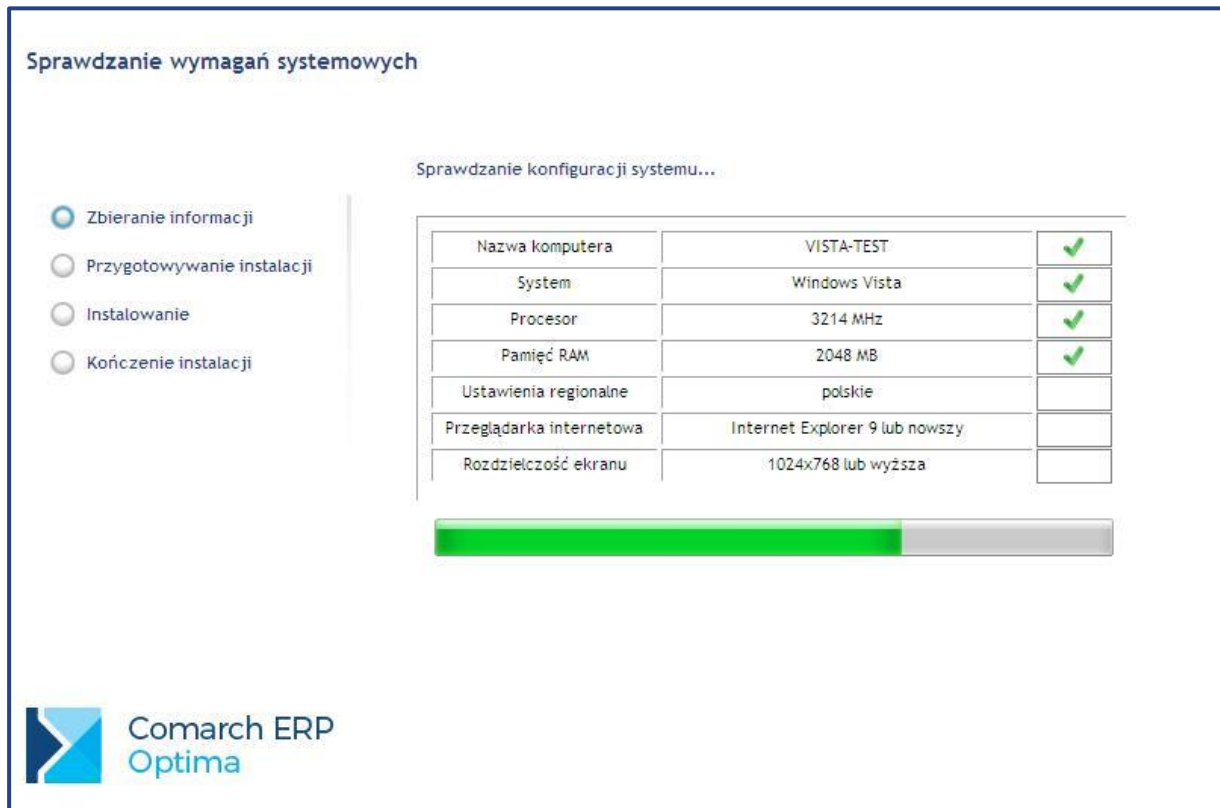 Sprawdzanie wymagań systemowych
Sprawdzanie konfiguracji systemu...
Zbieranie informacji
Przygotowywanie instalacji
Instalowanie
Kończenie instalacji
Nazwa komputera VISTA-TEST
System Windows Vista
Procesor 3214 MHz
Pamięć RAM 2048 MB
Ustawienia regionalne polskie
Przeglądarka internetowa Internet Explorer 9 lub nowszy
Rozdzielczość ekranu 1024x768 lub wyższa
Comarch ERP
Optima